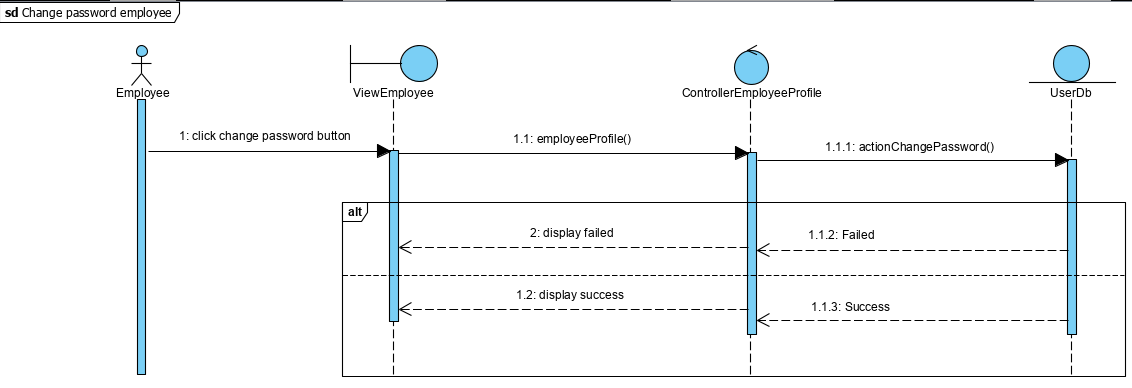 sd Change password employee
Employee
ViewEmployee
ControllerEmployeeProfile
UserDb
1: click change password button
1.1: employeeProfile()
1.1.1: actionChangePassword()
alt
2: display failed
1.1.2: Failed
1.2: display success
1.1.3: Success